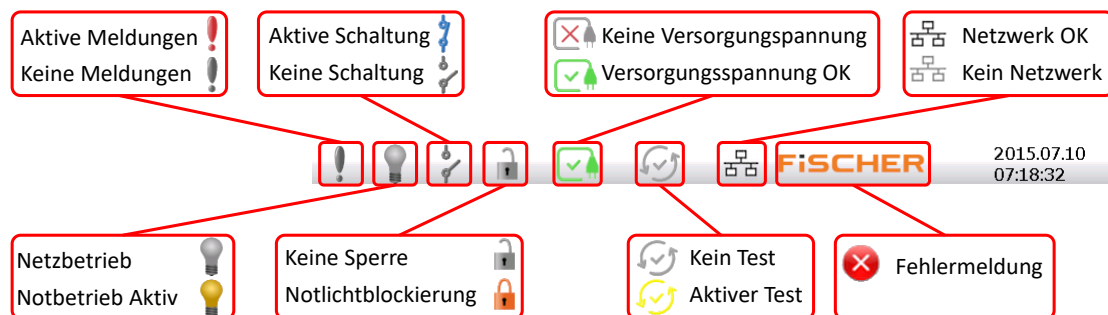 Aktive Meldungen
Keine Meldungen
Aktive Schaltung
Keine Schaltung
Keine Versorgungspannung
Versorgungsspannung OK
Netzwerk OK
Kein Netzwerk
FiSCHER
2015.07.10
07:18:32
Netzbetrieb
Notbetrieb Aktiv
Keine Sperre
Notlichtblockierung
Kein Test
Aktiver Test
Fehlermeldung